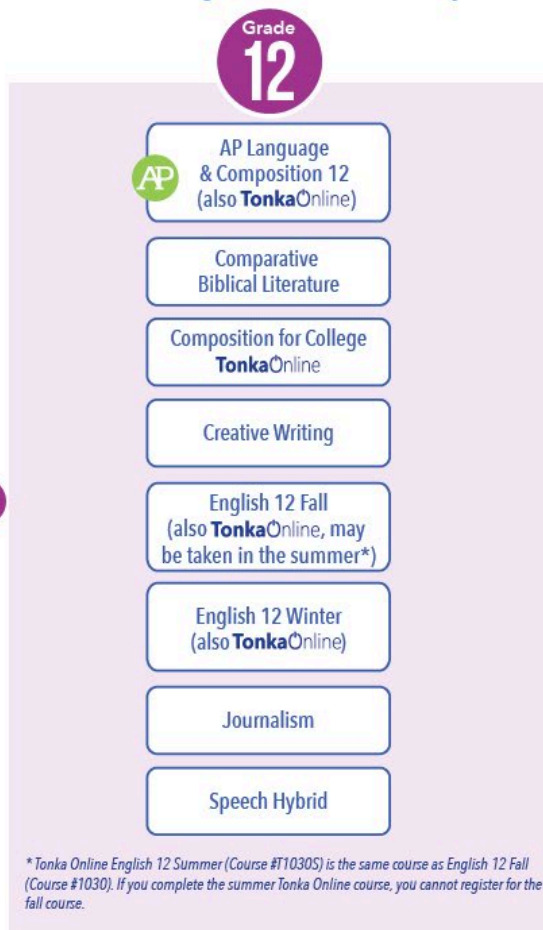 Grade
12
AP
AP Language
& Composition 12
(also TonkaOnline)
Comparative
Biblical Literature
Composition for College
TonkaOnline
Creative Writing
English 12 Fall
(also TonkaOnline, may
be taken in the summer*)
English 12 Winter
(also TonkaOnline)
Journalism
Speech Hybrid
* Tonka Online English 12 Summer (Course #T1030S) is the same course as English 12 Fall
(Course #1030). If you complete the summer Tonka Online course, you cannot register for the
fall course.